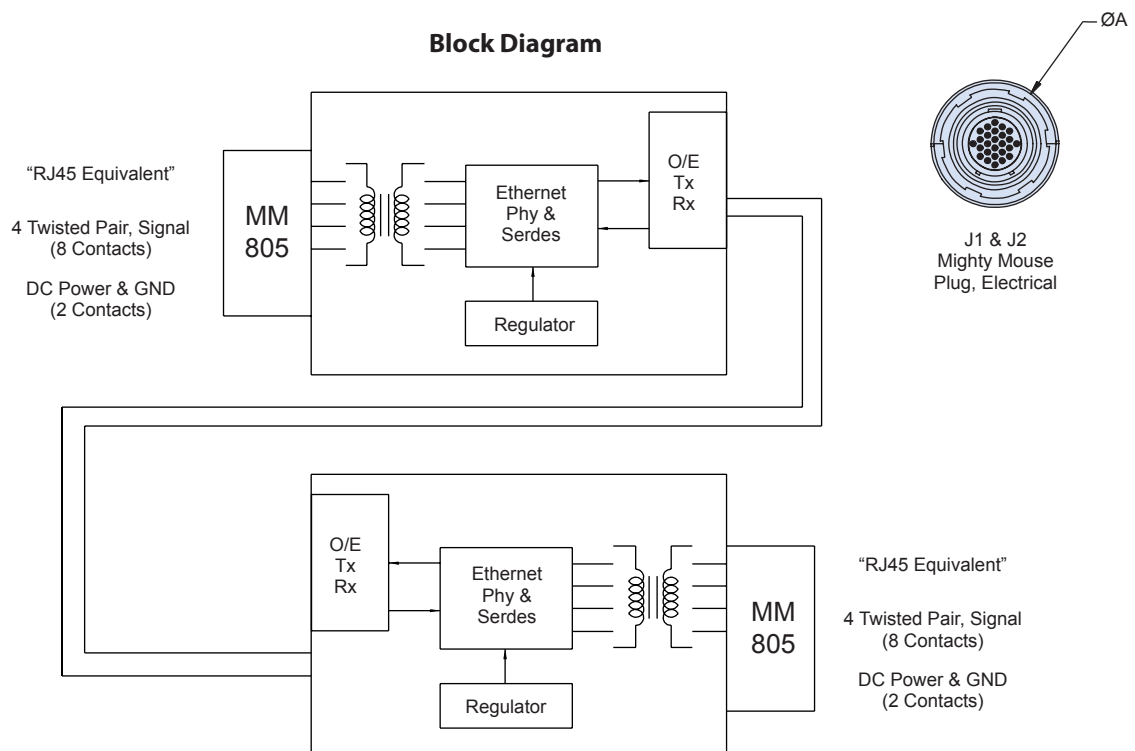 Block Diagram
ØA
"RJ45 Equivalent"
4 Twisted Pair, Signal
(8 Contacts)
DC Power & GND
(2 Contacts)
MM
805
Ethernet
Phy &
Serdes
Regulator
O/E
Tx
Rx
J1 & J2
Mighty Mouse
Plug, Electrical
O/E
Tx
Rx
Ethernet
Phy &
Serdes
Regulator
MM
805
“RJ45 Equivalent”
4 Twisted Pair, Signal
(8 Contacts)
DC Power & GND
(2 Contacts)